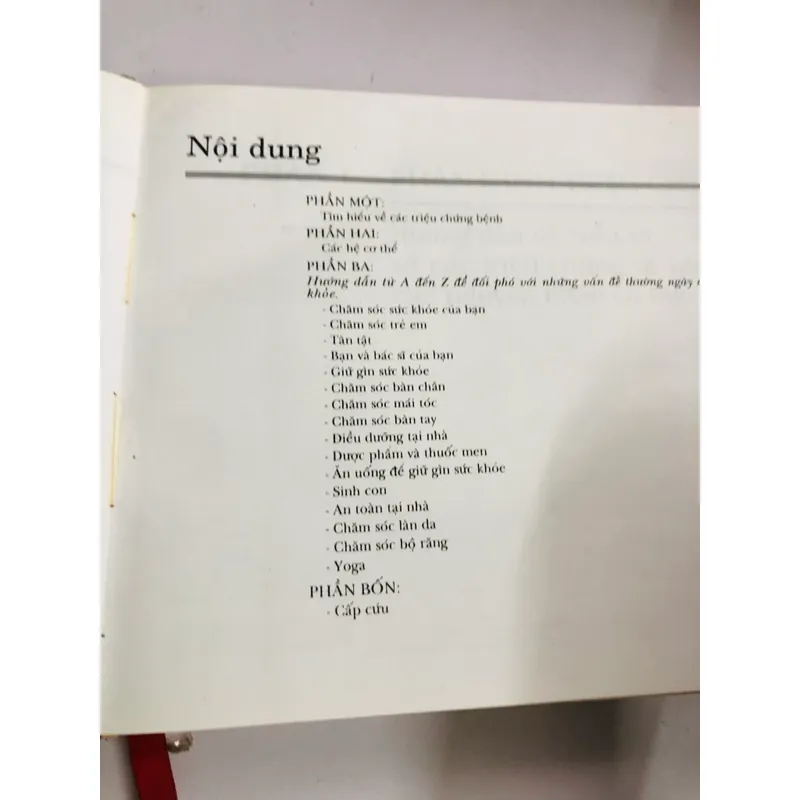 Nội dung
PHẦN MỘT:
Tìm hiểu về các triệu chứng bệnh
PHẦN HAI:
Các hệ cơ thể
PHẦN BA:
Hướng dẫn từ A đến Z để đối phó với những vấn đề thường ngày
khỏe.
- Chăm sóc sức khỏe của bạn
- Chăm sóc trẻ em
- Tàn tật
- Bạn và bác sĩ của bạn
- Giữ gìn sức khỏe
- Chăm sóc bàn chân
- Chăm sóc mái tóc
- Chăm sóc bàn tay
- Điều dưỡng tại nhà
- Dược phẩm và thuốc men
- Ăn uống để giữ gìn sức khỏe
- Sinh con
- An toàn tại nhà
- Chăm sóc làn da
- Chăm sóc bộ răng
- Yoga
PHẦN BỐN:
- Cấp cứu